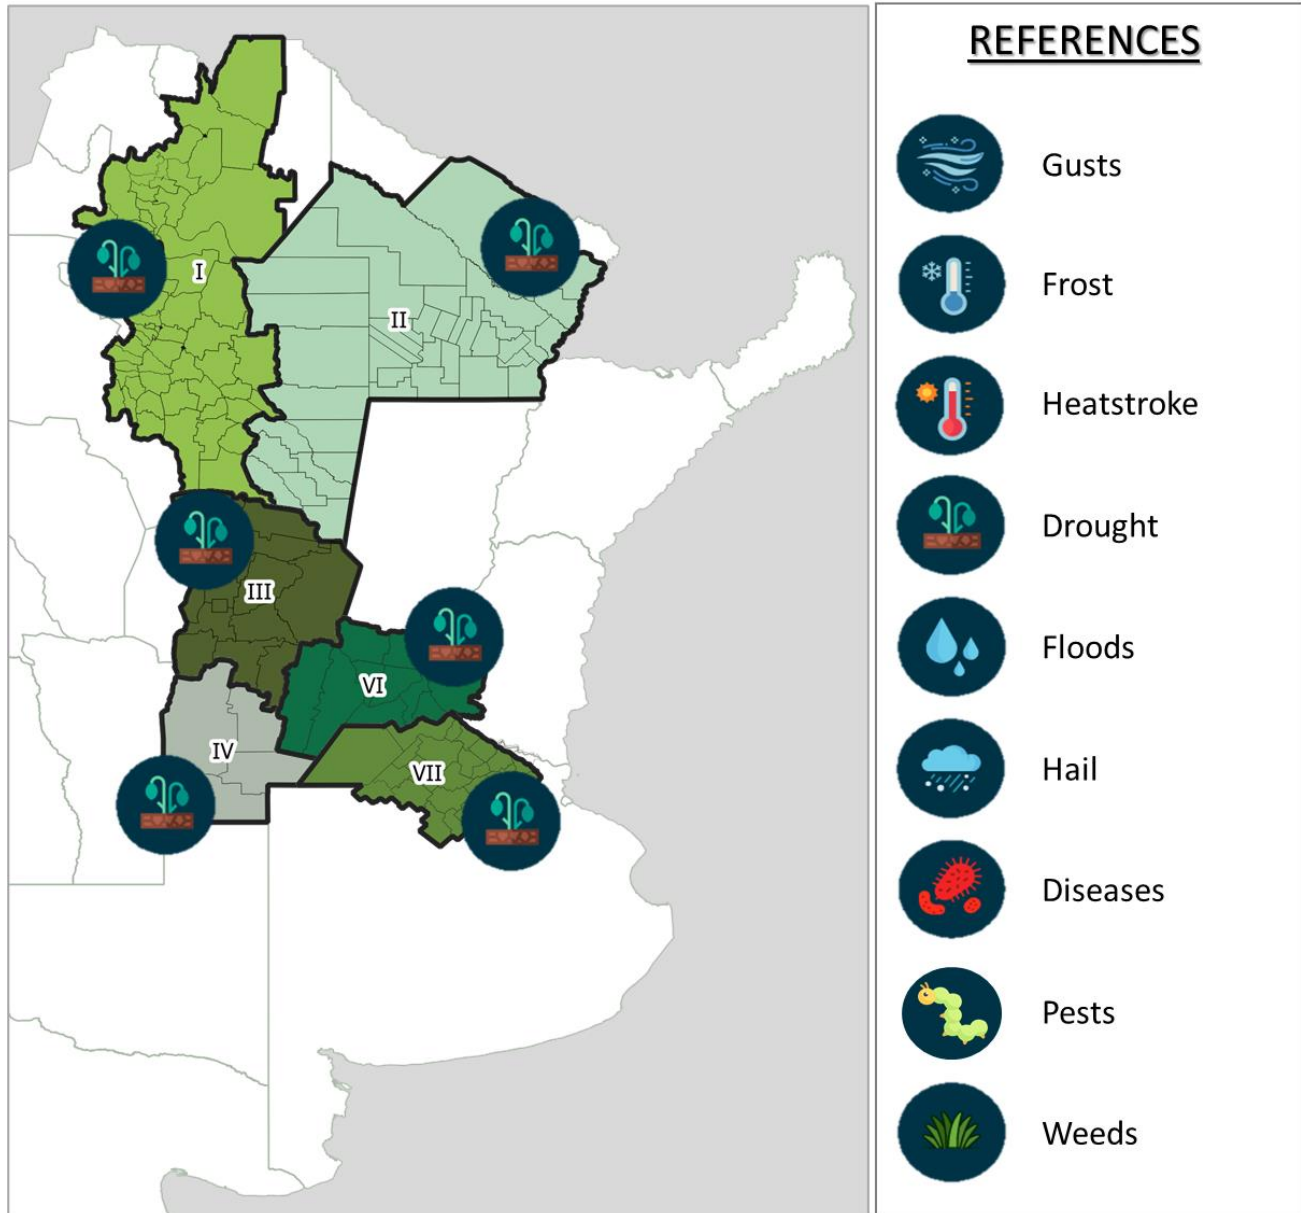 REFERENCES
Gusts
Frost
Heatstroke
Drought
Floods
Hail
Diseases
Pests
Weeds
I
II
III
VI
IV
VII